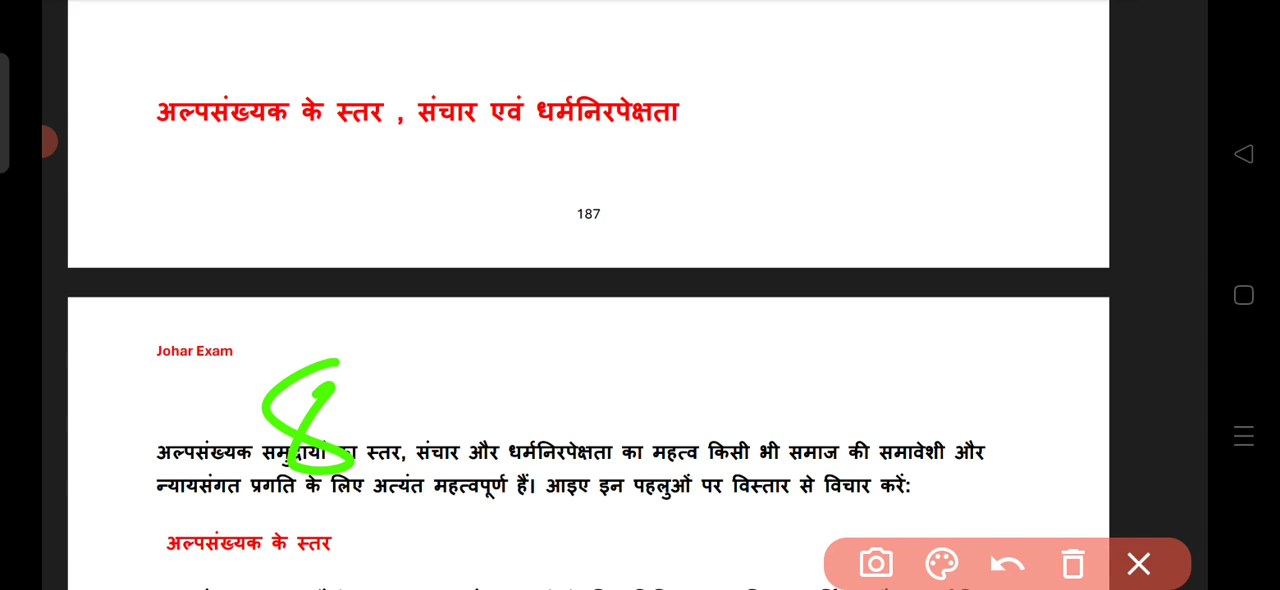 अल्पसंख्यक के स्तर , संचार एवं धर्मनिरपेक्षता
187
Johar Exam
8
अल्पसंख्यक समुदायों का स्तर, संचार और धर्मनिरपेक्षता का महत्व किसी भी समाज की समावेशी और
न्यायसंगत प्रगति के लिए अत्यंत महत्वपूर्ण हैं। आइए इन पहलुओं पर विस्तार से विचार करें:
अल्पसंख्यक के स्तर